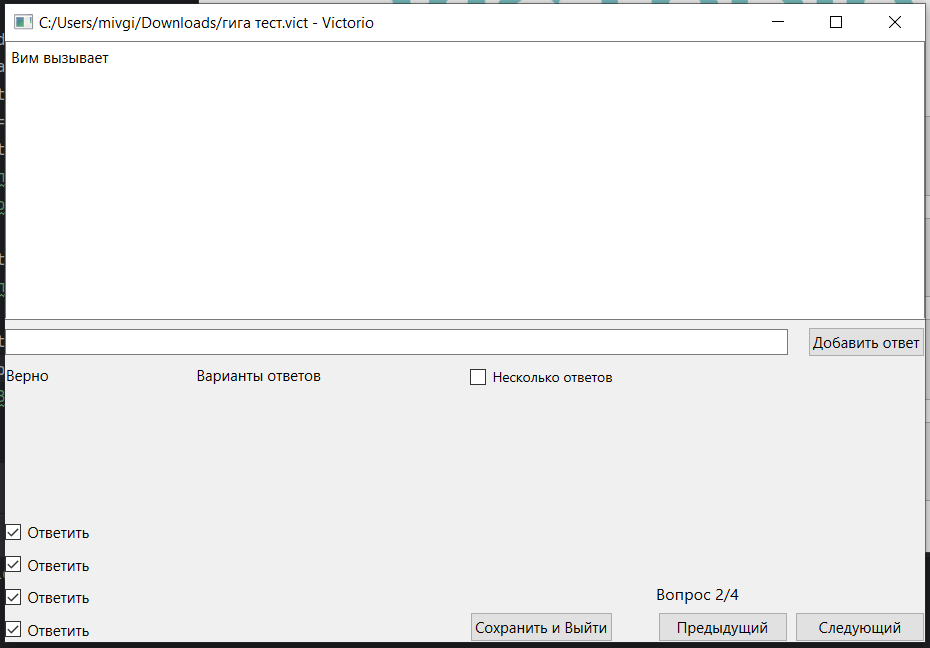 C:/Users/mivgi/Downloads/гига тест.vict - Victorio
Вим вызывает
Добавить ответ
Верно
Варианты ответов
Несколько ответов
Ответить
Ответить
Ответить
Ответить
Вопрос 2/4
Сохранить и Выйти
Предыдущий
Следующий